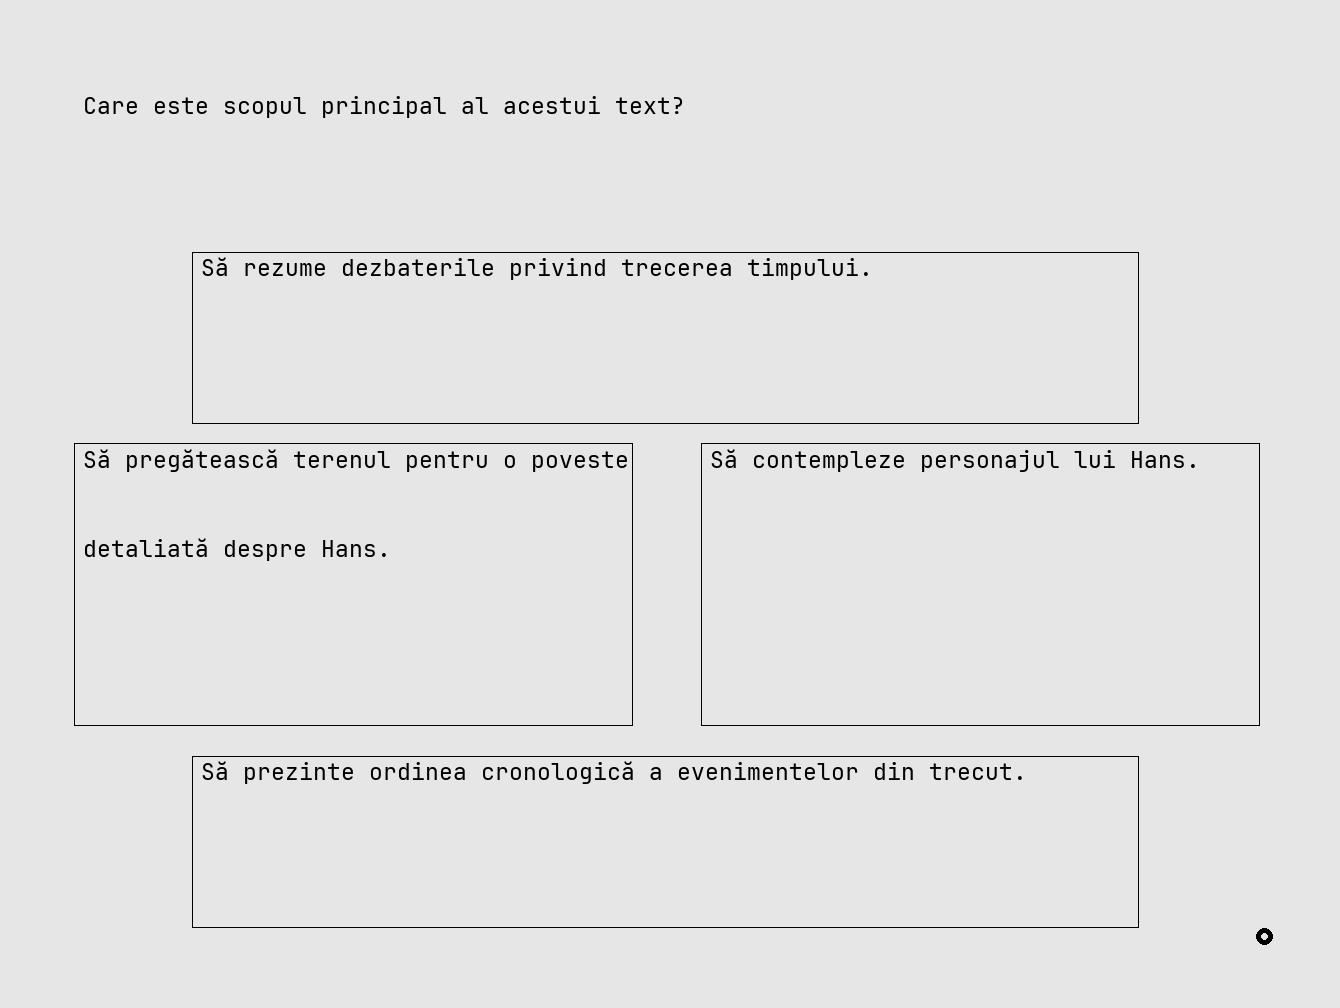 Care este scopul principal al acestui text?
Să rezume dezbaterile privind trecerea timpului.
Să pregătească terenul pentru o poveste
detaliată despre Hans.
Să contempleze personajul lui Hans.
Să prezinte ordinea cronologică a evenimentelor din trecut.